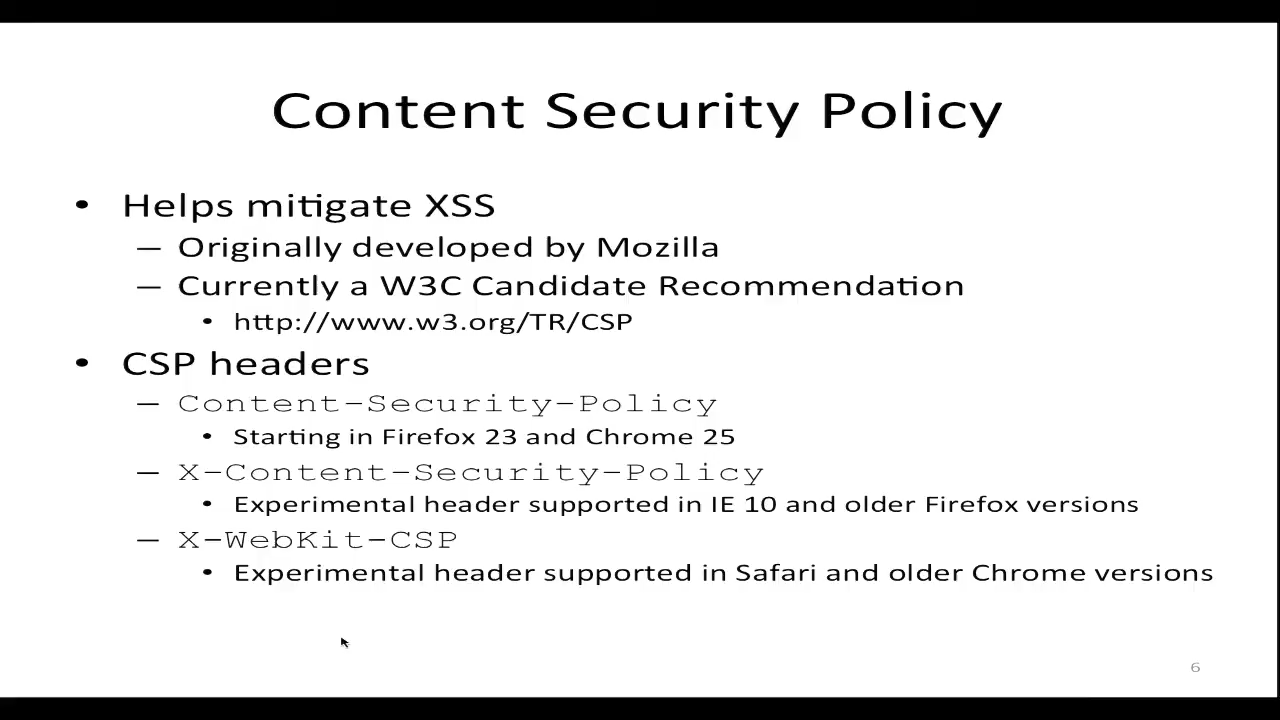 Content Security Policy
• Helps mitigate XSS
– Originally developed by Mozilla
– Currently a W3C Candidate Recommendation
• http://www.w3.org/TR/CSP
• CSP headers
– Content-Security-Policy
• Starting in Firefox 23 and Chrome 25
– X-Content-Security-Policy
• Experimental header supported in IE 10 and older Firefox versions
– X-WebKit-CSP
• Experimental header supported in Safari and older Chrome versions
6